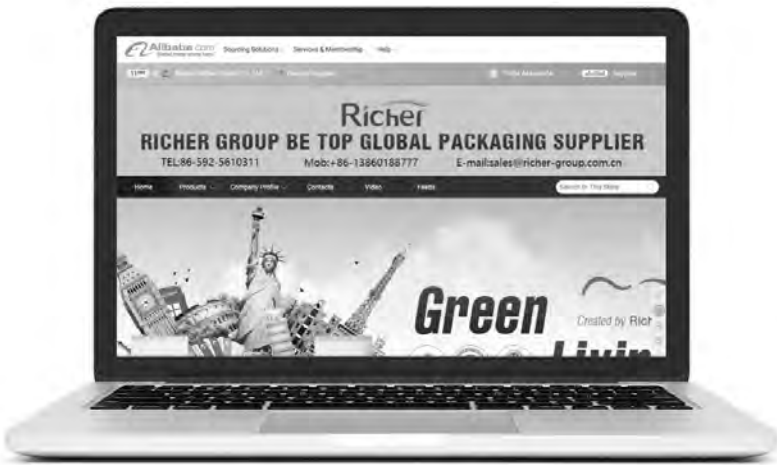 Alibaba.com Sourcing Solutions Services & Membership Help
Richer
RICHER GROUP BE TOP GLOBAL PACKAGING SUPPLIER
TEL:86-592-5610311 Mob:+86-13860188777 E-mail:sales@richer-group.com.cn
Home Products Company Profile Contacts Video Feeds
Search In This Store
Green
Created by Rich
Livin